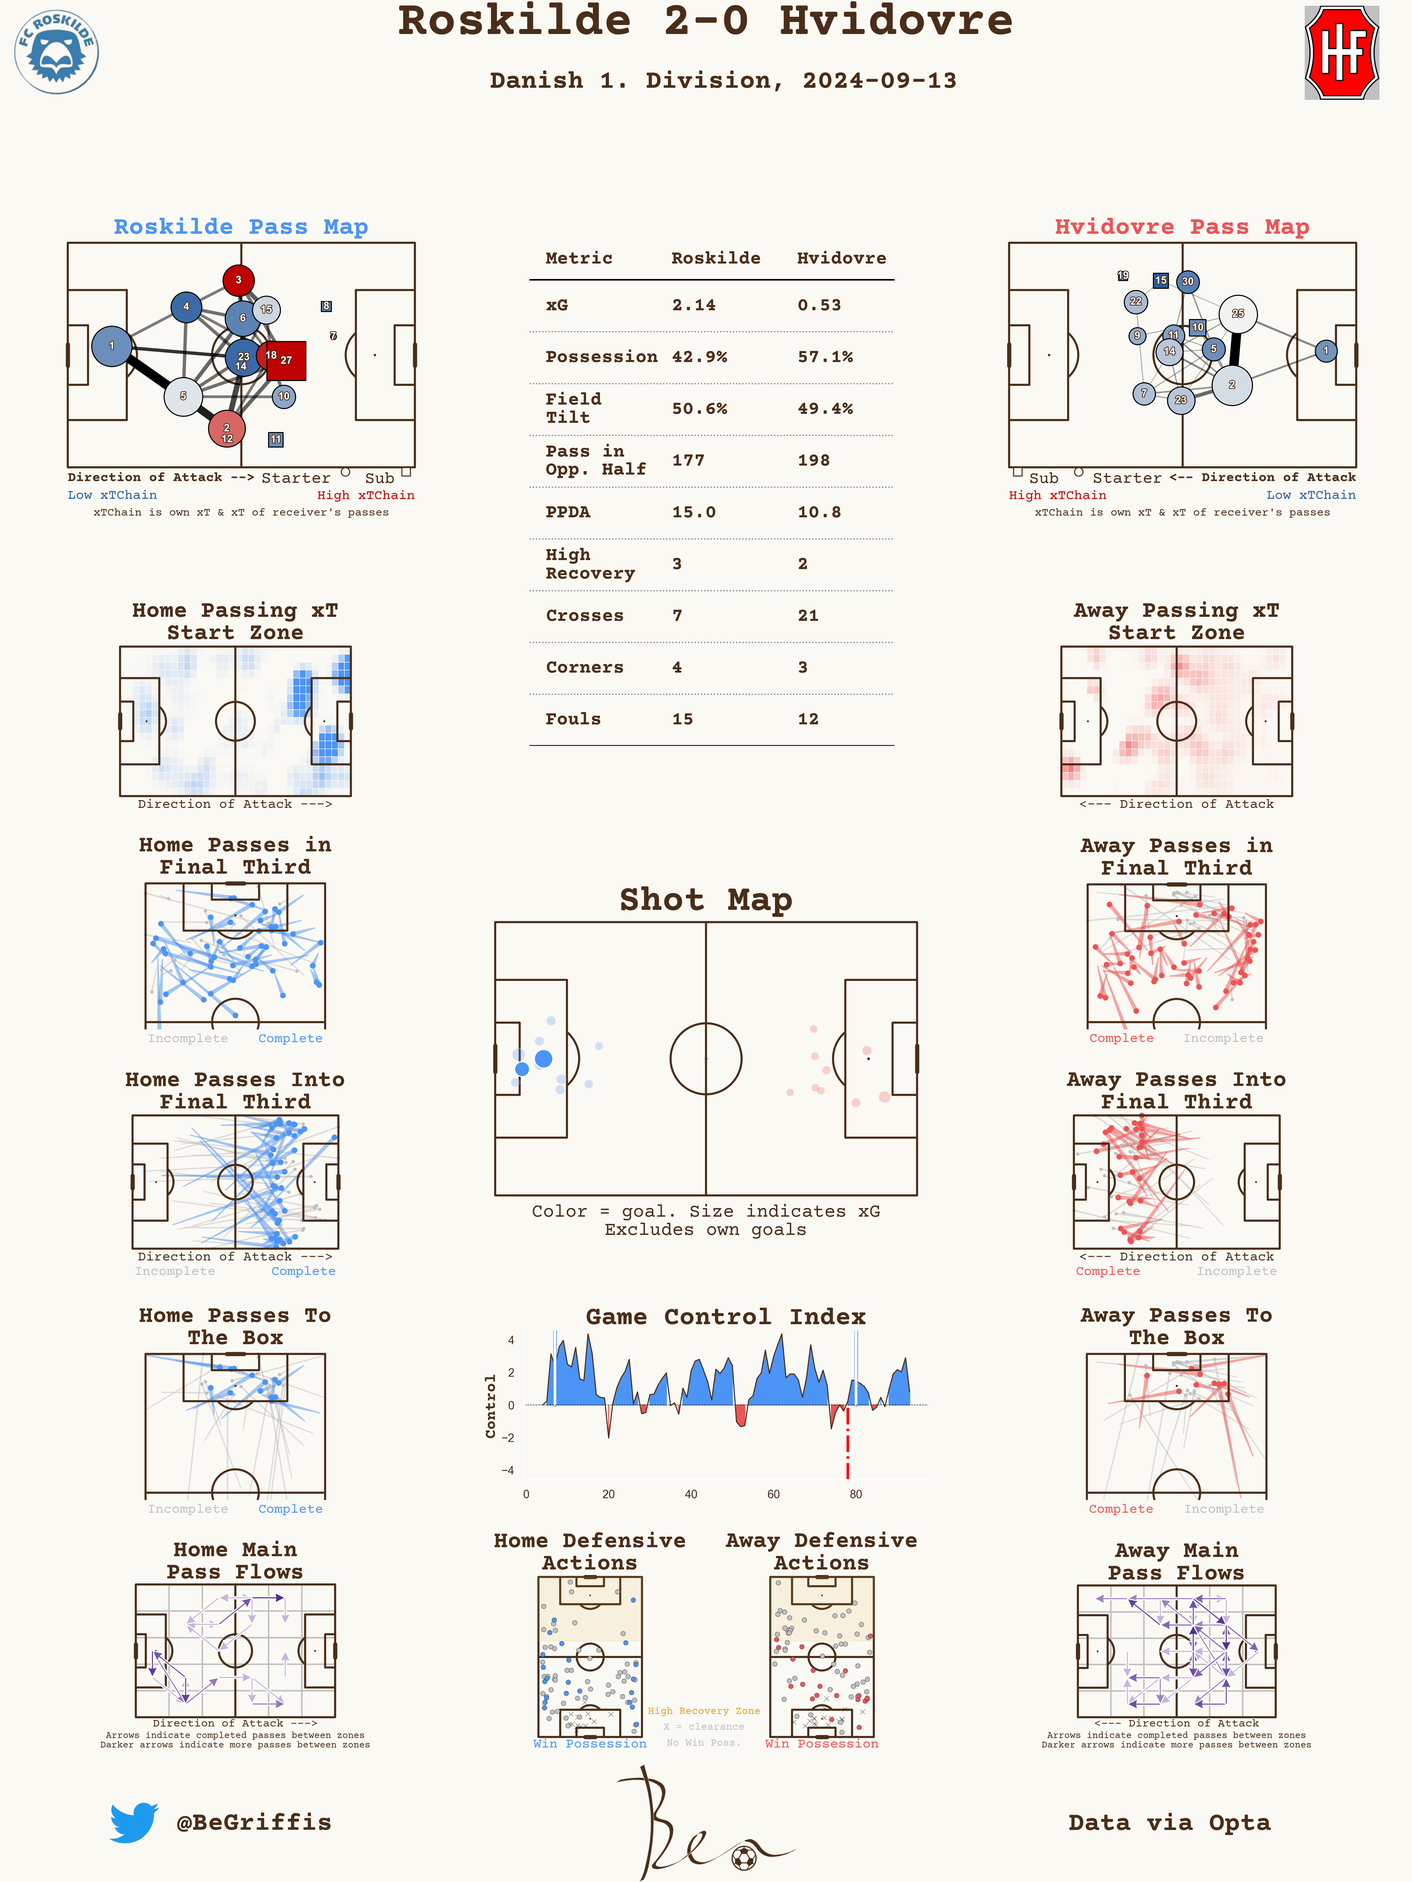 Roskilde 2-0 Hvidovre
Danish 1. Division, 2024-09-13
FC ROSKILDE
HIF
Roskilde Pass Map
3
4
15
6
8
7
1
23
14
18
27
5
10
2
12
11
Direction of Attack --> Starter Sub
Low xTChain High xTChain
xTChain is own xT & xT of receiver's passes
Metric Roskilde Hvidovre
xG 2.14 0.53
Possession 42.9% 57.1%
Field
Tilt 50.6% 49.4%
Pass in
Opp. Half 177 198
PPDA 15.0 10.8
High
Recovery 3 2
Crosses 7 21
Corners 4 3
Fouls 15 12
Hvidovre Pass Map
19
15
30
22
25
9
11
10
14
5
1
2
7
23
Sub Starter <-- Direction of Attack
High xTChain Low xTChain
xTChain is own xT & xT of receiver's passes
Home Passing xT
Start Zone
Direction of Attack --->
Away Passing xT
Start Zone
<--- Direction of Attack
Home Passes in
Final Third
Incomplete Complete
Away Passes in
Final Third
Complete Incomplete
Shot Map
Color = goal. Size indicates xG
Excludes own goals
Home Passes Into
Final Third
Direction of Attack --->
Incomplete Complete
Away Passes Into
Final Third
<--- Direction of Attack
Complete Incomplete
Home Passes To
The Box
Incomplete Complete
Game Control Index
Control
4
2
0
−2
−4
0 20 40 60 80
Away Passes To
The Box
Complete Incomplete
Home Main
Pass Flows
Direction of Attack --->
Arrows indicate completed passes between zones
Darker arrows indicate more passes between zones
Home Defensive
Actions
Win Possession
Away Defensive
Actions
Win Possession
High Recovery Zone
X = clearance
No Win Poss.
Away Main
Pass Flows
<--- Direction of Attack
Arrows indicate completed passes between zones
Darker arrows indicate more passes between zones
@BeGriffis
Ben
Data via Opta